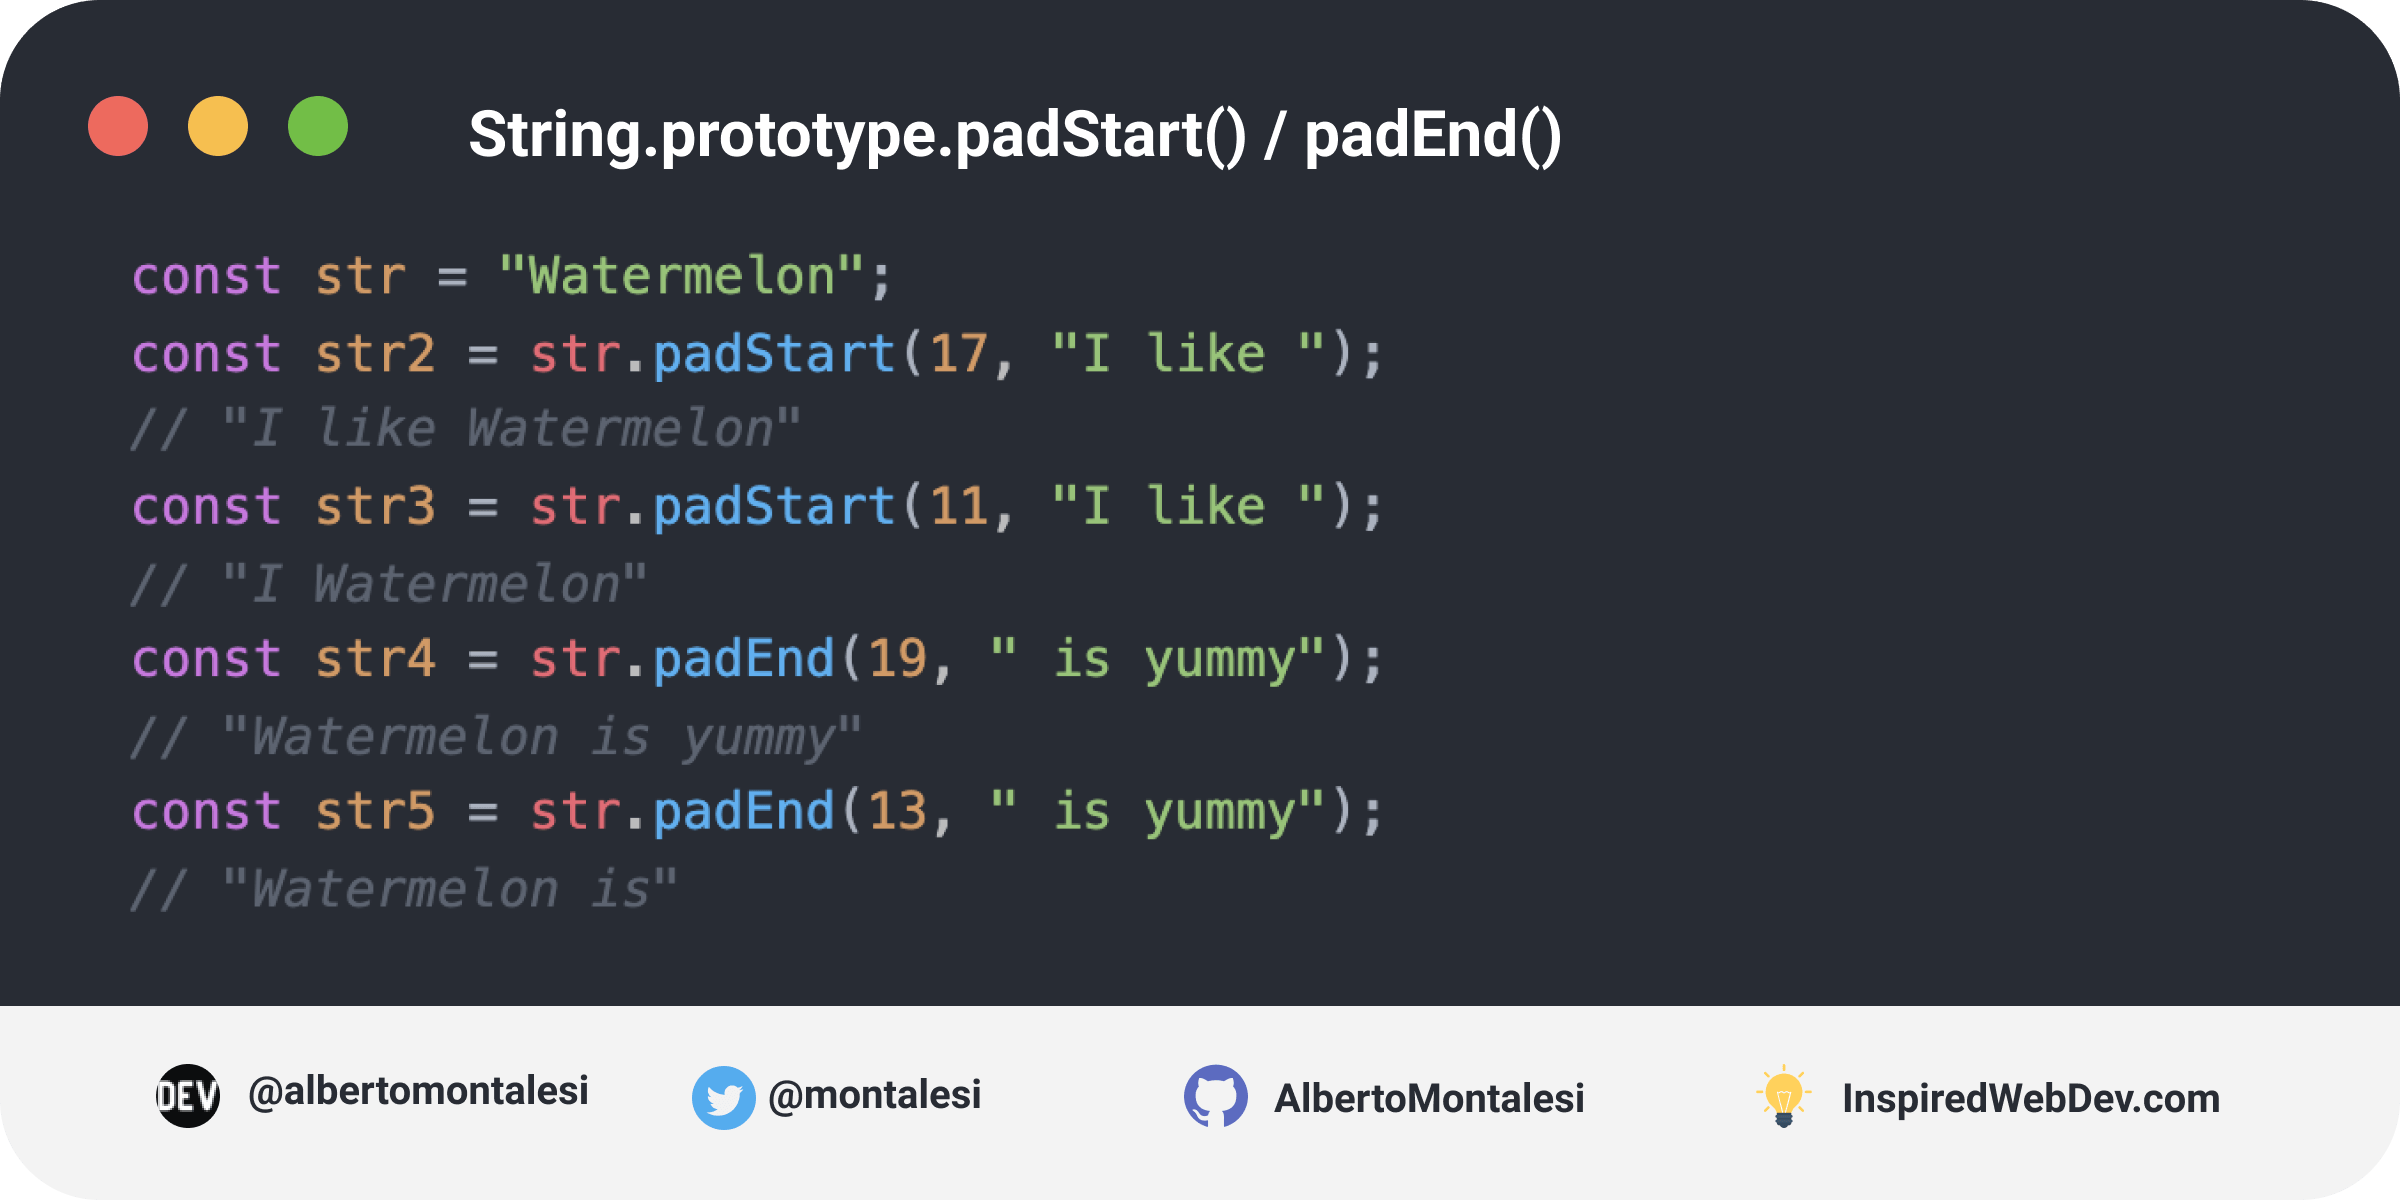 String.prototype.padStart() / padEnd()
const str = "Watermelon";
const str2 = str.padStart(17, "I like ");
// "I like Watermelon"
const str3 = str.padStart(11, "I like ");
// "I Watermelon"
const str4 = str.padEnd(19, " is yummy");
// "Watermelon is yummy"
const str5 = str.padEnd(13, " is yummy");
// "Watermelon is"
DEV @albertomontalesi @montalesi AlbertoMontalesi InspiredWebDev.com